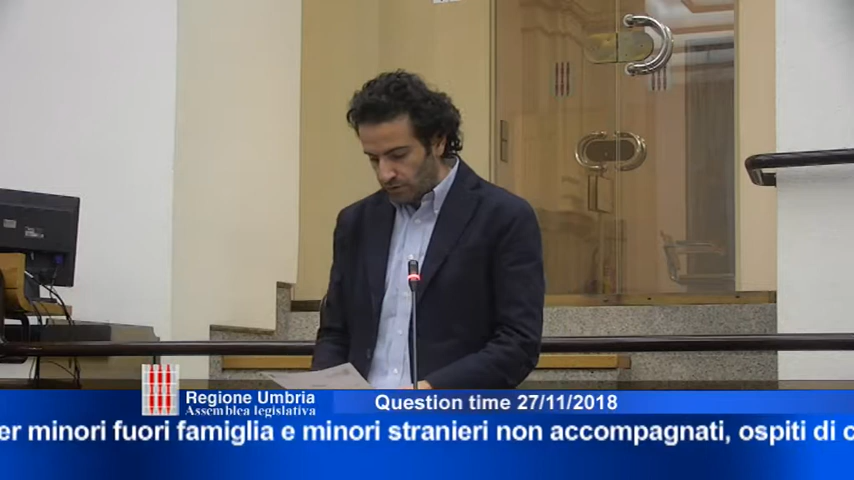 Regione Umbria
Assemblea legislativa
Question time 27/11/2018
er minori fuori famiglia e minori stranieri non accompagnati, ospiti di c